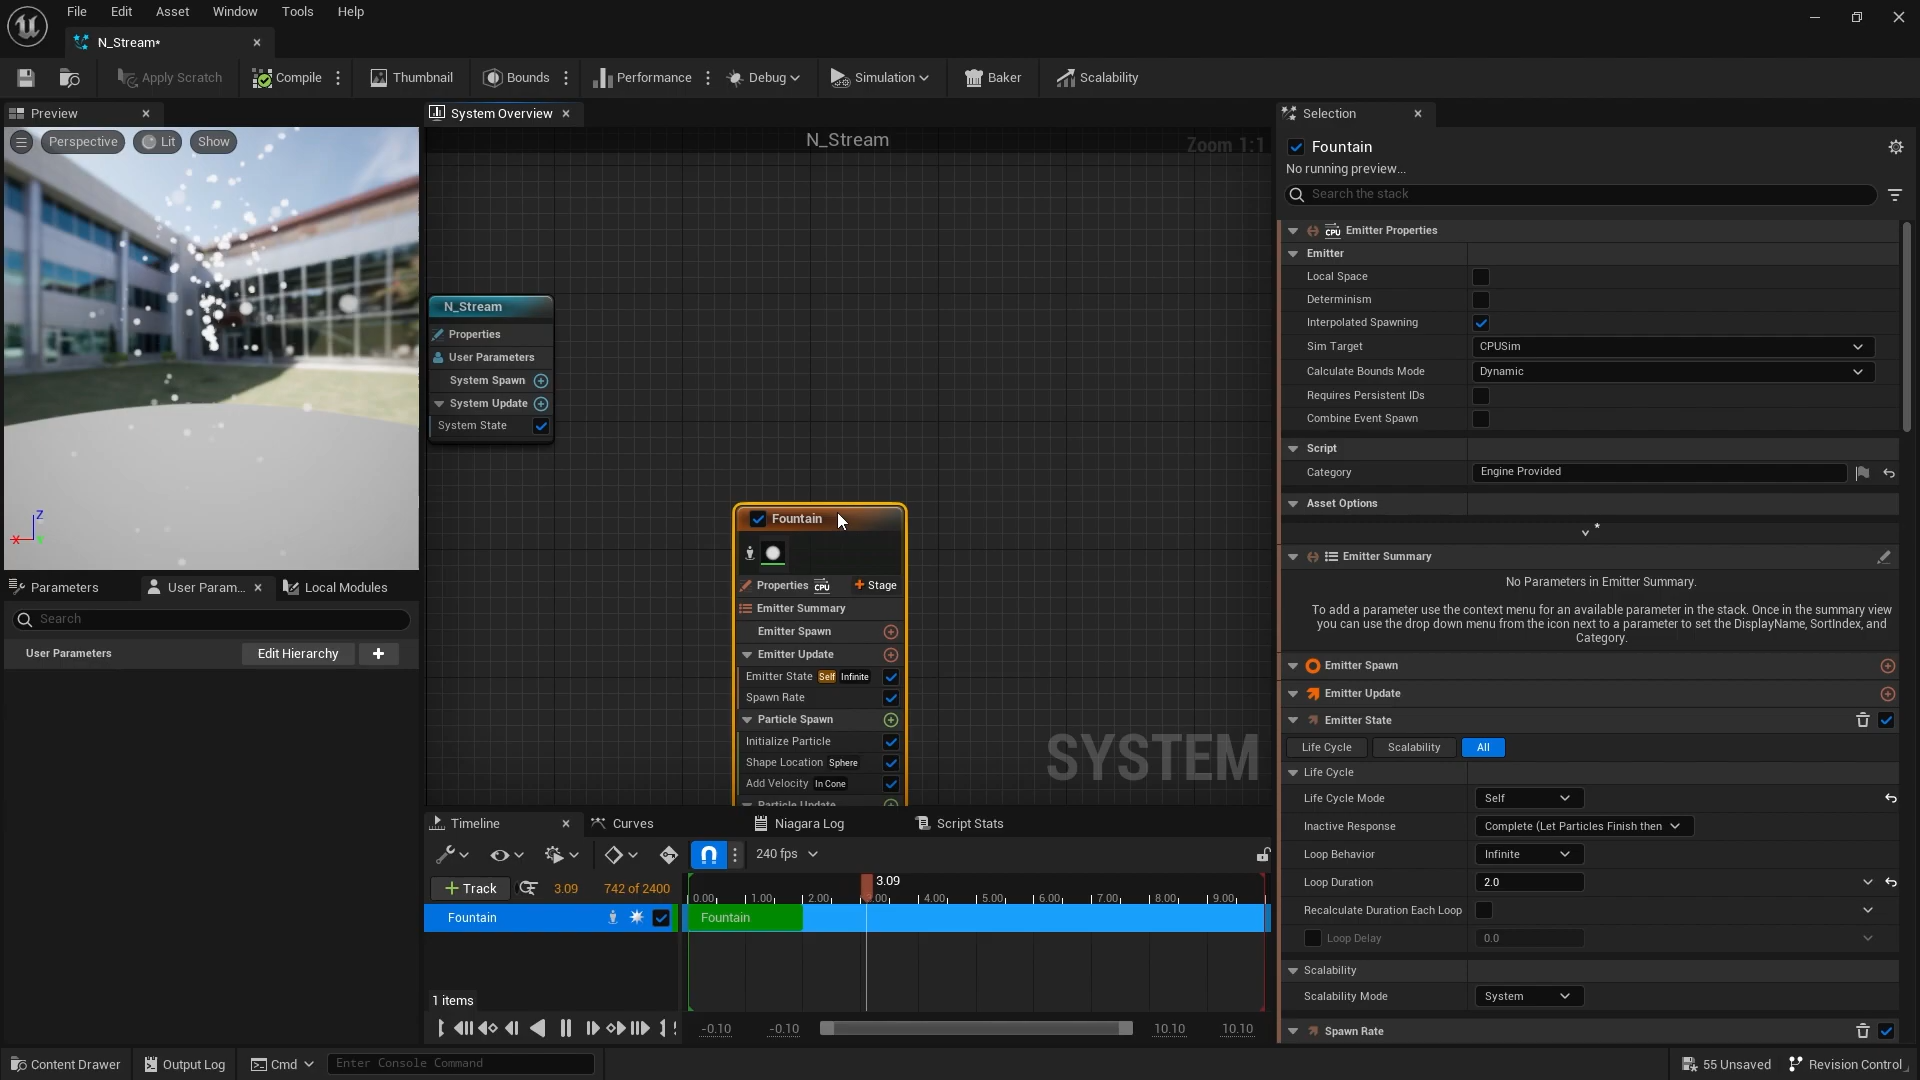 File Edit Asset Window Tools Help
N_Stream*
Apply Scratch Compile Thumbnail Bounds Performance Debug Simulation Baker Scalability
Preview
Perspective Lit Show
Z
X
System Overview
N_Stream
Zoom 1:1
N_Stream
Properties
User Parameters
System Spawn
System Update
System State
Fountain
Properties CPU + Stage
Emitter Summary
Emitter Spawn
Emitter Update
Emitter State Self Infinite
Spawn Rate
Particle Spawn
Initialize Particle
Shape Location Sphere
Add Velocity In Cone
Particle Update
SYSTEM
Parameters User Param... Local Modules
Search
User Parameters Edit Hierarchy +
Timeline Curves Niagara Log Script Stats
240 fps
+ Track 3.09 742 of 2400
3.09
0.00 1.00 2.00 3.00 4.00 5.00 6.00 7.00 8.00 9.00
Fountain
Fountain
1 items
-0.10 -0.10 10.10 10.10
Selection
Fountain
No running preview...
Search the stack
CPU Emitter Properties
Emitter
Local Space
Determinism
Interpolated Spawning
Sim Target CPUSim
Calculate Bounds Mode Dynamic
Requires Persistent IDs
Combine Event Spawn
Script
Category Engine Provided
Asset Options
*
Emitter Summary
No Parameters in Emitter Summary.
To add a parameter use the context menu for an available parameter in the stack. Once in the summary view
you can use the drop down menu from the icon next to a parameter to set the DisplayName, SortIndex, and
Category.
Emitter Spawn
Emitter Update
Emitter State
Life Cycle Scalability All
Life Cycle
Life Cycle Mode Self
Inactive Response Complete (Let Particles Finish then
Loop Behavior Infinite
Loop Duration 2.0
Recalculate Duration Each Loop
Loop Delay 0.0
Scalability
Scalability Mode System
Spawn Rate
Content Drawer Output Log Cmd Enter Console Command 55 Unsaved Revision Control